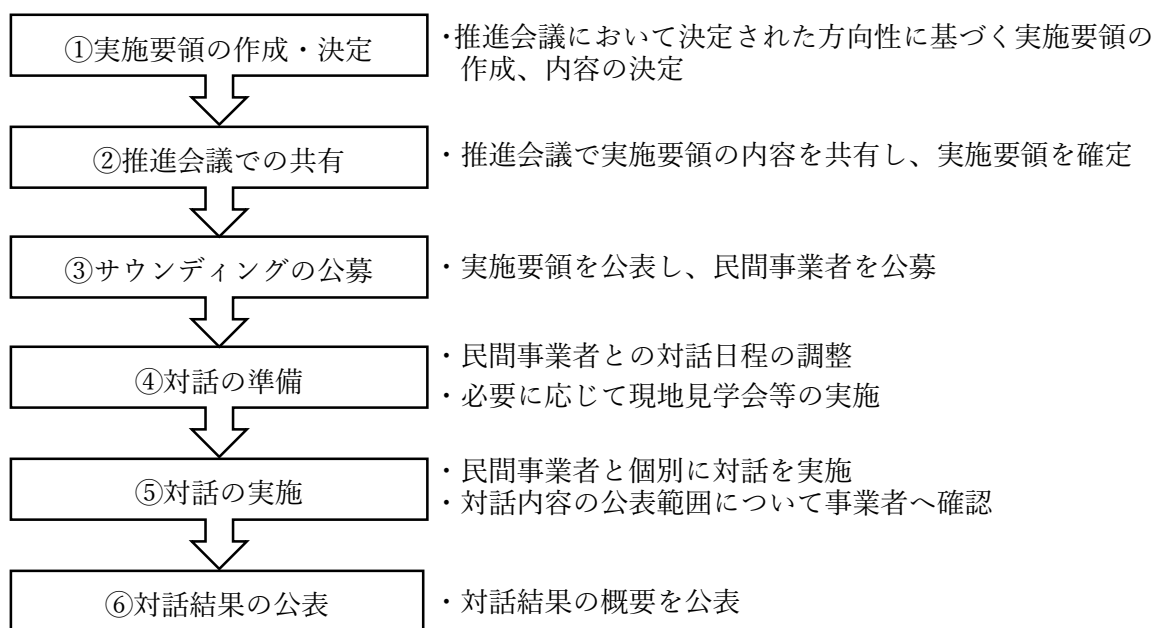 ①実施要領の作成・決定
・推進会議において決定された方向性に基づく実施要領の
作成、内容の決定
②推進会議での共有
・推進会議で実施要領の内容を共有し、実施要領を確定
③サウンディングの公募
・実施要領を公表し、民間事業者を公募
④対話の準備
・民間事業者との対話日程の調整
・必要に応じて現地見学会等の実施
⑤対話の実施
・民間事業者と個別に対話を実施
・対話内容の公表範囲について事業者へ確認
⑥対話結果の公表
・対話結果の概要を公表